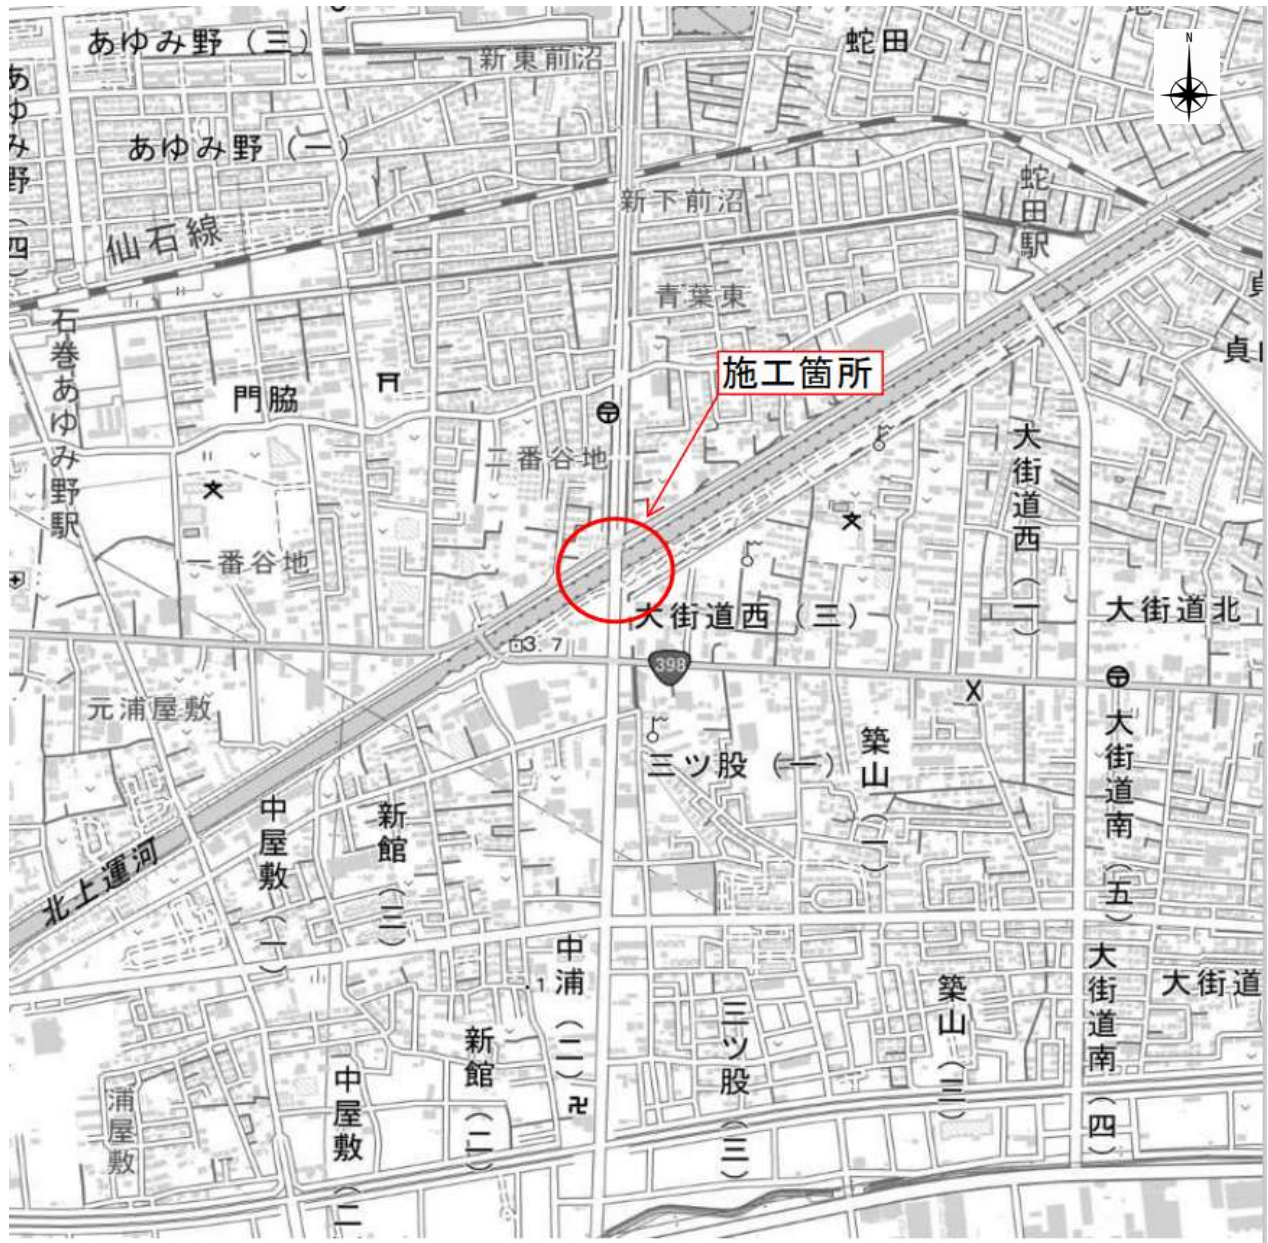 あゆみ野（三）
新東前沼
蛇田
N
あゆみ野（四）
あゆみ野（一）
新下前沼
蛇田駅
仙石線
青葉東
石巻あゆみ野駅
施工箇所
門脇
二番谷地
大街道西（一）
一番谷地
大街道西（三）
大街道北
3.7
398
元浦屋敷
三ツ股（一）
築山（一）
大街道南（五）
中屋敷（一）
新館（三）
北上運河
中浦（二）
.1
築山（三）
大街道南（四）
大街道
三ツ股（三）
新館（二）
中屋敷（二
浦屋敷